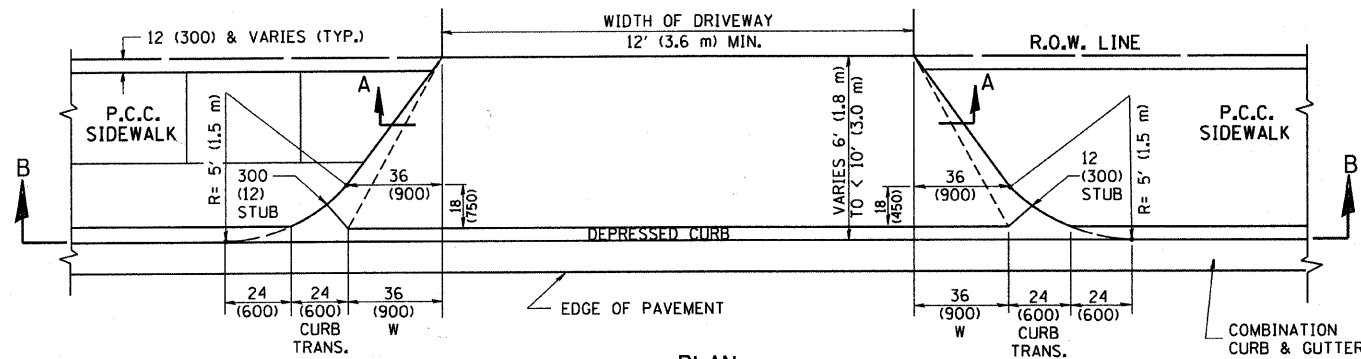 WIDTH OF DRIVEWAY
12' (3.6 m) MIN.
12 (300) & VARIES (TYP.)
R.O.W. LINE
A
A
P.C.C.
SIDEWALK
P.C.C.
SIDEWALK
R= 5' (1.5 m)
VARIES 6' (1.8 m)
TO < 10' (3.0 m)
R= 5' (1.5 m)
B
B
300
(12)
STUB
36
(900)
18
(750)
36
(900)
18
(450)
12
(300)
STUB
DEPRESSED CURB
24
(600)
24
(600)
CURB
TRANS.
36
(900)
W
EDGE OF PAVEMENT
36
(900)
W
24
(600)
CURB
TRANS.
24
(600)
COMBINATION
CURB & GUTTER
PLAN